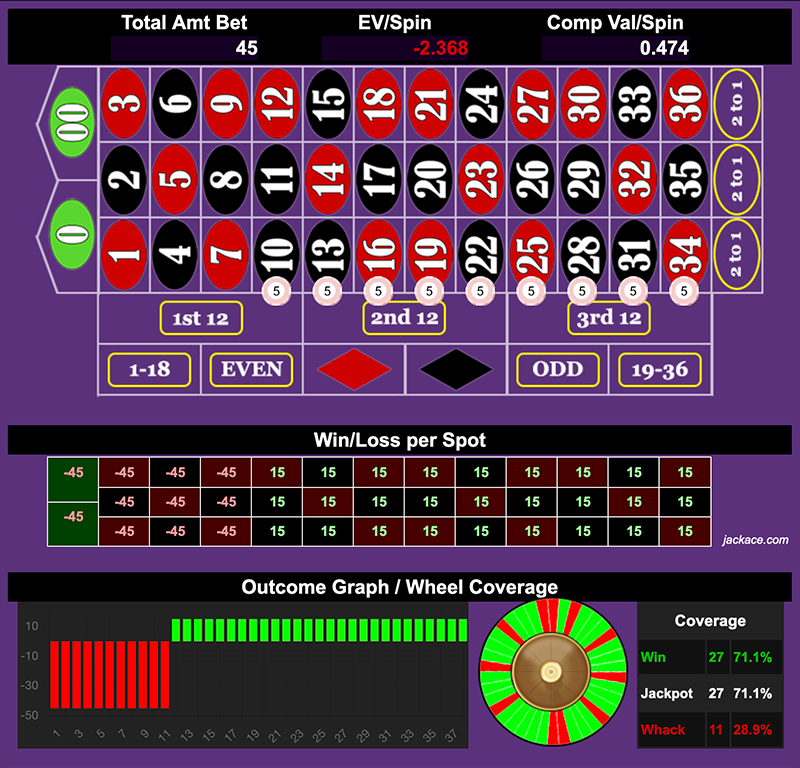 Total Amt Bet EV/Spin Comp Val/Spin
45 -2.368 0.474
00 3 6 9 12 15 18 21 24 27 30 33 36 2 to 1
2 5 8 11 14 17 20 23 26 29 32 35 2 to 1
0 1 4 7 10 13 16 19 22 25 28 31 34 2 to 1
5 5 5 5 5 5 5 5 5
1st 12 2nd 12 3rd 12
1-18 EVEN ODD 19-36
Win/Loss per Spot
-45 -45 -45 -45 15 15 15 15 15 15 15 15 15
-45 -45 -45 15 15 15 15 15 15 15 15 15
-45 -45 -45 -45 15 15 15 15 15 15 15 15 15
jackace.com
Outcome Graph / Wheel Coverage
10
-10
-30
-50
1 3 5 7 9 11 13 15 17 19 21 23 25 27 29 31 33 35 37
Coverage
Win 27 71.1%
Jackpot 27 71.1%
Whack 11 28.9%